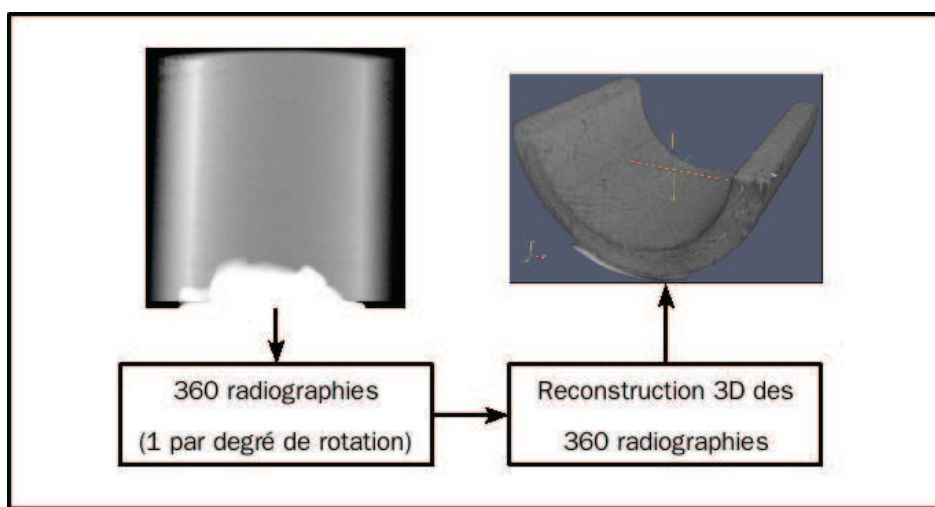 360 radiographies
(1 par degré de rotation)
Reconstruction 3D des
360 radiographies